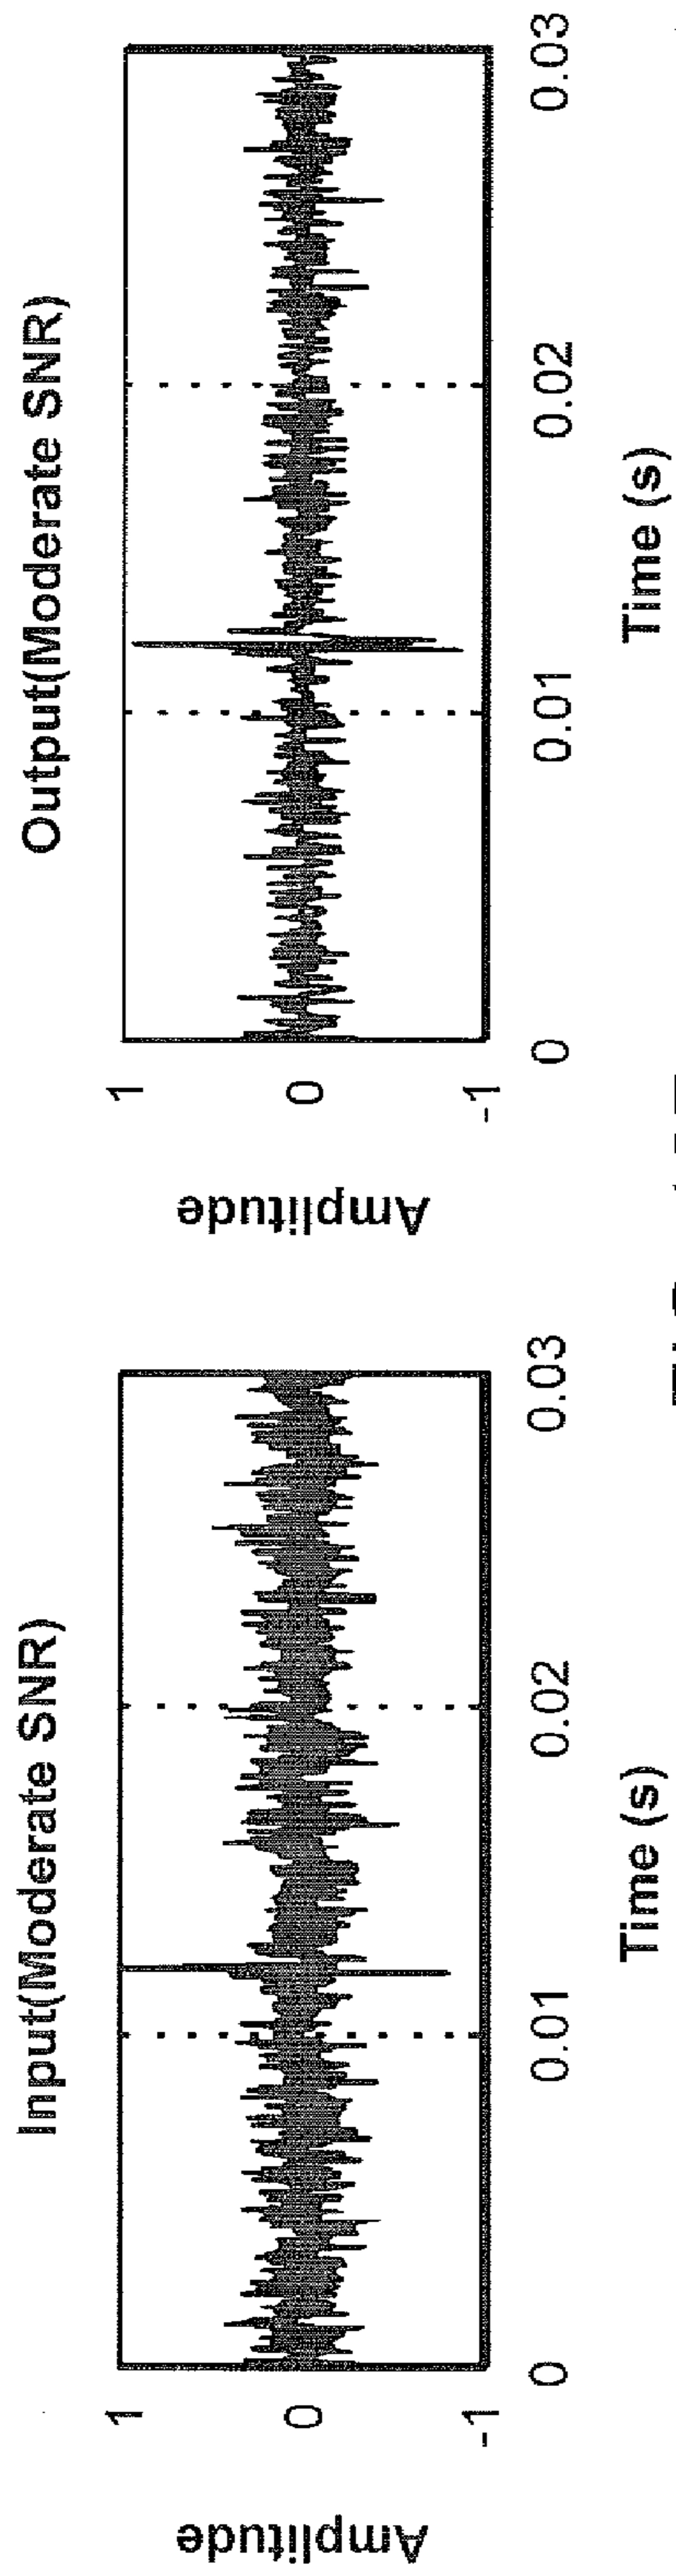 Input(Moderate SNR)
Amplitude
1
0
-1
0
0.01
0.02
0.03
Time (s)
Output(Moderate SNR)
Amplitude
1
0
-1
0
0.01
0.02
0.03
Time (s)